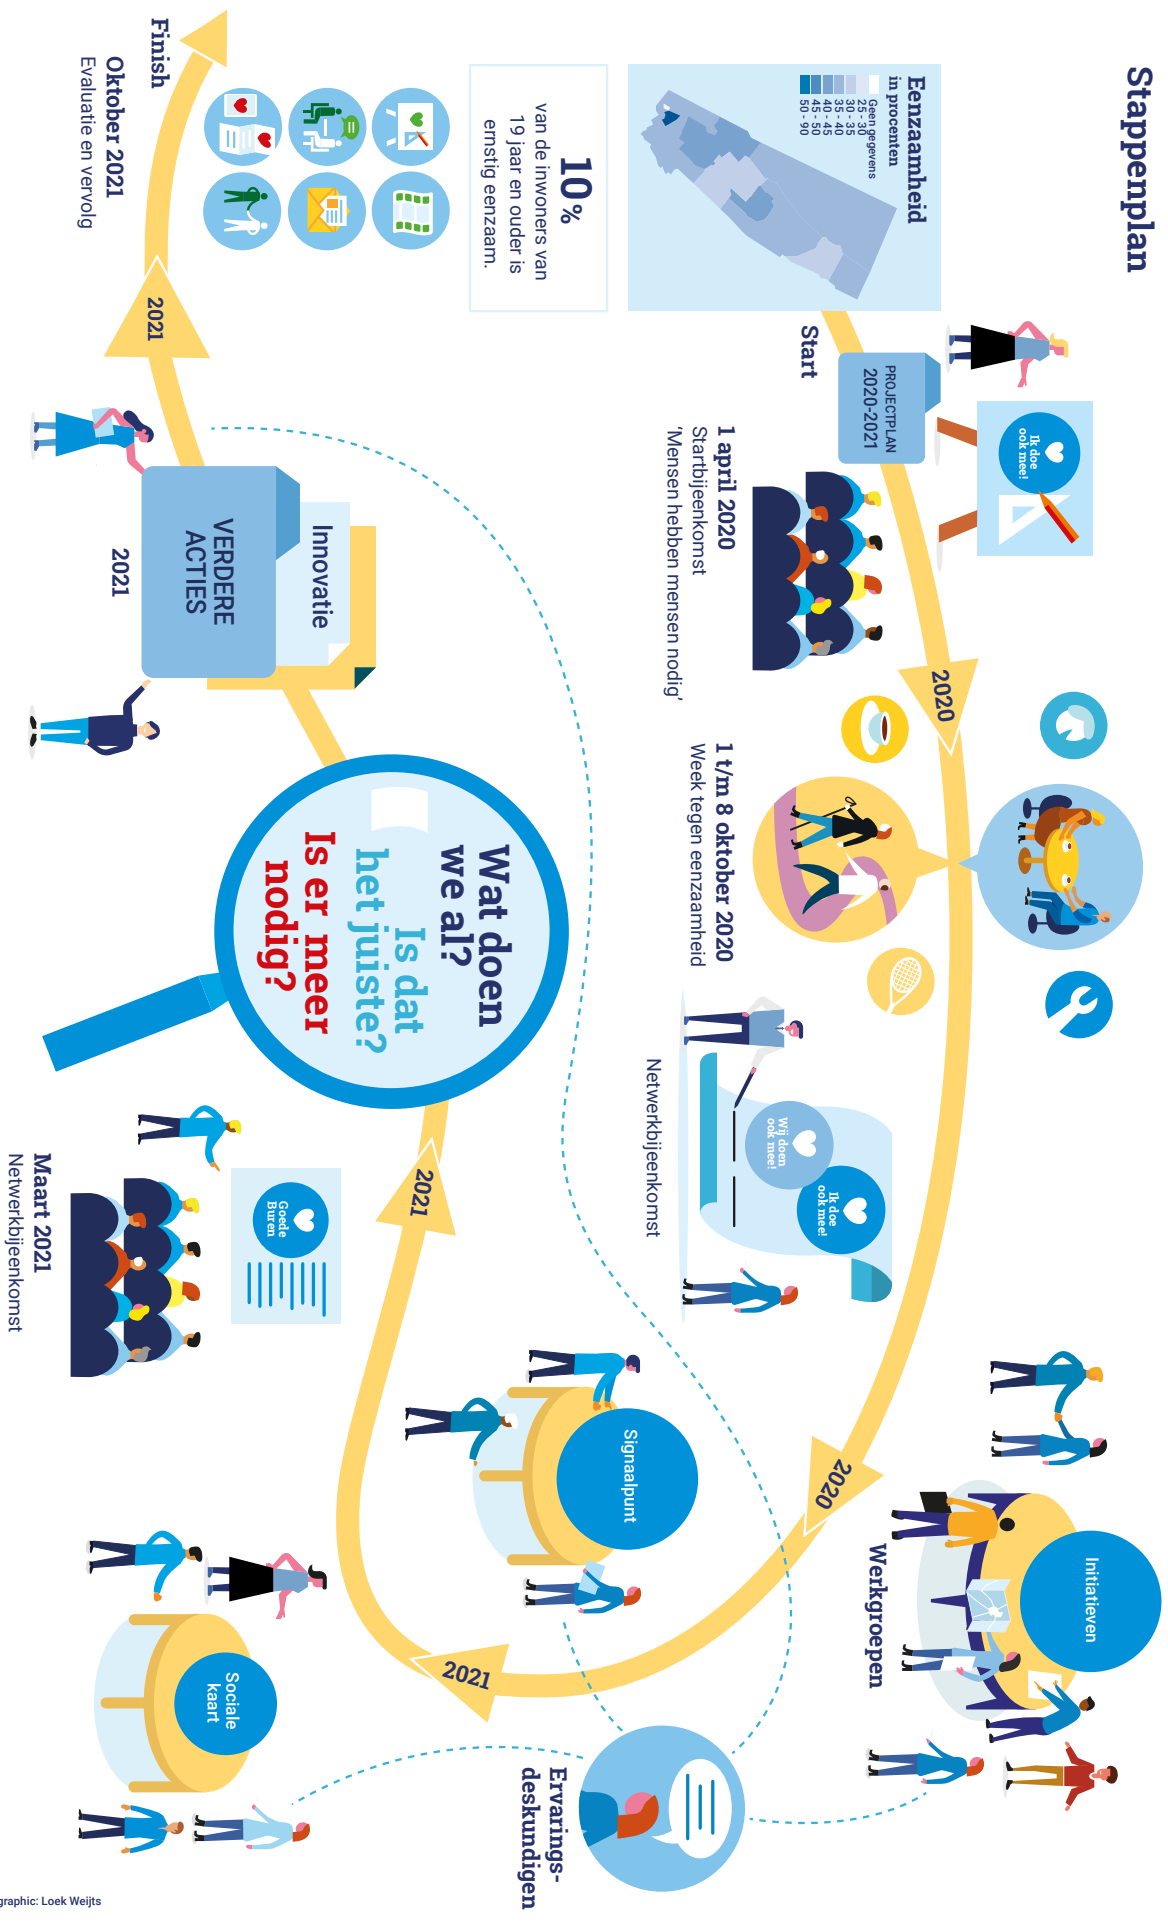 Stappenplan
Eenzaamheid
in procenten
Geen gegevens
25 - 30
30 - 35
35 - 40
40 - 45
45 - 50
50 - 90
10%
van de inwoners van
19 jaar en ouder is
ernstig eenzaam.
Start
PROJECTPLAN
2020-2021
Ik doe
ook mee!
1 april 2020
Startbijeenkomst
‘Mensen hebben mensen nodig’
2020
1 t/m 8 oktober 2020
Week tegen eenzaamheid
Wij doen
ook mee!
Ik doe
ook mee!
Netwerkbijeenkomst
2020
Initiatieven
Werkgroepen
Signaalpunt
Ervarings-
deskundigen
2021
Sociale
kaart
Goede
Buren
Maart 2021
Netwerkbijeenkomst
2021
Wat doen
we al?
Is dat
het juiste?
Is er meer
nodig?
Innovatie
VERDERE
ACTIES
2021
2021
Finish
Oktober 2021
Evaluatie en vervolg
graphic: Loek Weijts